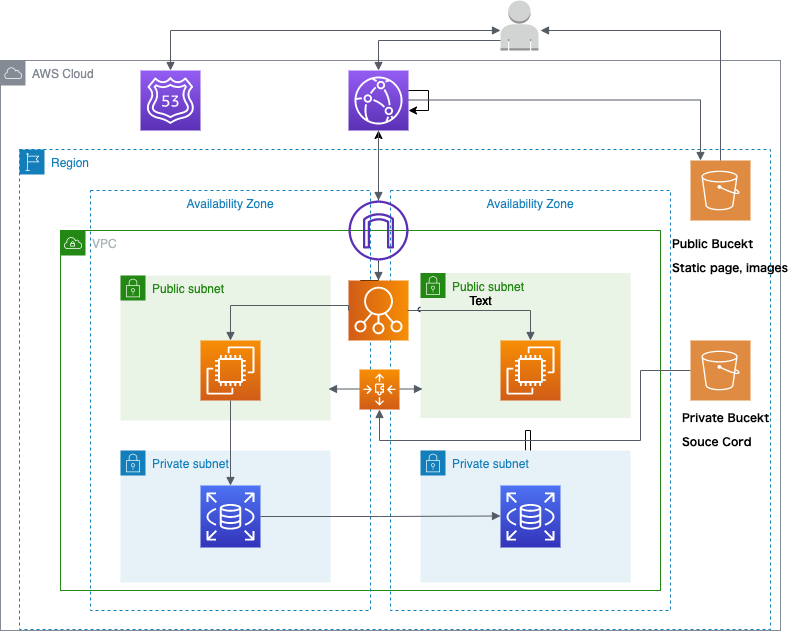 AWS Cloud
53
Region
Availability Zone
Availability Zone
Public Bucekt
Static page, images
VPC
Public subnet
Public subnet
Text
Private Bucekt
Souce Cord
Private subnet
Private subnet